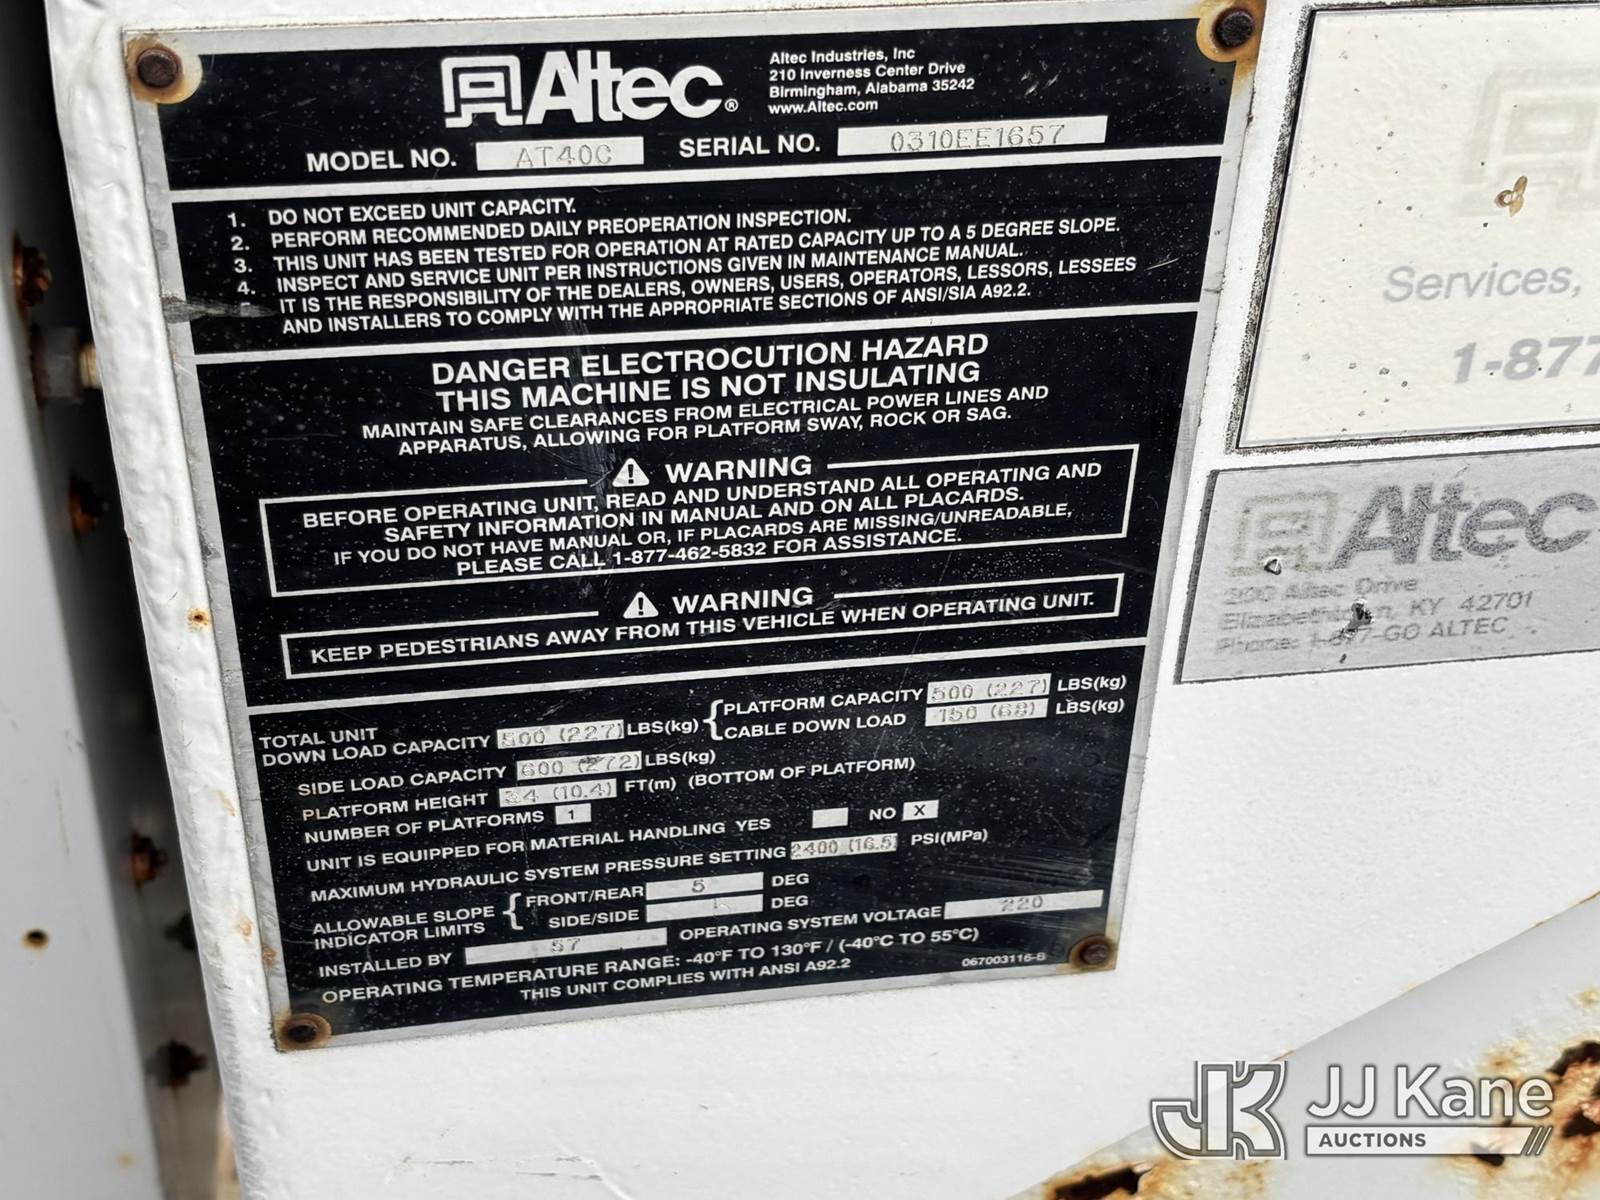 Altec®
Altec Industries, Inc
210 Inverness Center Drive
Birmingham, Alabama 35242
www.Altec.com
MODEL NO. AT40C SERIAL NO. 0310EE1657
1. DO NOT EXCEED UNIT CAPACITY.
2. PERFORM RECOMMENDED DAILY PREOPERATION INSPECTION.
3. THIS UNIT HAS BEEN TESTED FOR OPERATION AT RATED CAPACITY UP TO A 5 DEGREE SLOPE.
4. INSPECT AND SERVICE UNIT PER INSTRUCTIONS GIVEN IN MAINTENANCE MANUAL.
IT IS THE RESPONSIBILITY OF THE DEALERS, OWNERS, USERS, OPERATORS, LESSORS, LESSEES
AND INSTALLERS TO COMPLY WITH THE APPROPRIATE SECTIONS OF ANSI/SIA A92.2.
DANGER ELECTROCUTION HAZARD
THIS MACHINE IS NOT INSULATING
MAINTAIN SAFE CLEARANCES FROM ELECTRICAL POWER LINES AND
APPARATUS, ALLOWING FOR PLATFORM SWAY, ROCK OR SAG.
WARNING
BEFORE OPERATING UNIT, READ AND UNDERSTAND ALL OPERATING AND
SAFETY INFORMATION IN MANUAL AND ON ALL PLACARDS.
IF YOU DO NOT HAVE MANUAL OR, IF PLACARDS ARE MISSING/UNREADABLE,
PLEASE CALL 1-877-462-5832 FOR ASSISTANCE.
WARNING
KEEP PEDESTRIANS AWAY FROM THIS VEHICLE WHEN OPERATING UNIT.
TOTAL UNIT
DOWN LOAD CAPACITY 500 (227) LBS(kg)
PLATFORM CAPACITY 500 (227) LBS(kg)
CABLE DOWN LOAD 150 (68) LBS(kg)
SIDE LOAD CAPACITY 600 (272) LBS(kg)
PLATFORM HEIGHT 34 (10.4) FT(m) (BOTTOM OF PLATFORM)
NUMBER OF PLATFORMS 1
UNIT IS EQUIPPED FOR MATERIAL HANDLING YES NO X
MAXIMUM HYDRAULIC SYSTEM PRESSURE SETTING 2400 (16.5) PSI(MPa)
ALLOWABLE SLOPE
INDICATOR LIMITS
FRONT/REAR 5 DEG
SIDE/SIDE DEG
INSTALLED BY 57 OPERATING SYSTEM VOLTAGE 220
OPERATING TEMPERATURE RANGE: -40°F TO 130°F / (-40°C TO 55°C)
THIS UNIT COMPLIES WITH ANSI A92.2
067003116-B
Services,
1-877
Altec
200 Altec Drive
Elizabethtown, KY 42701
Phone: 1-877-GO ALTEC
JK JJ Kane
AUCTIONS